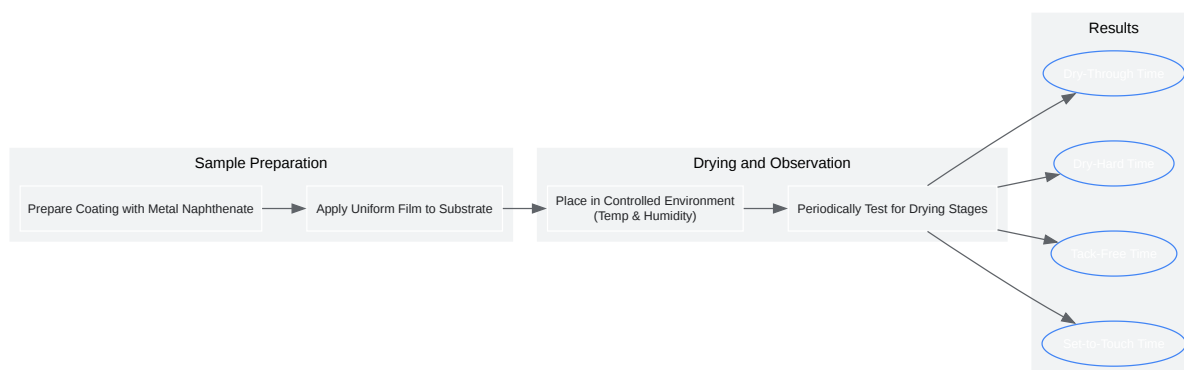 Results
Dry-Through Time
Sample Preparation
Drying and Observation
Dry-Hard Time
Prepare Coating with Metal Naphthenate
Apply Uniform Film to Substrate
Place in Controlled Environment
(Temp & Humidity)
Periodically Test for Drying Stages
Tack-Free Time
Set-to-Touch Time